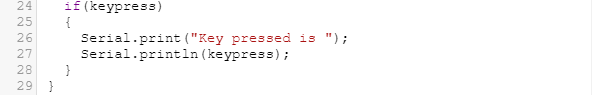 24 if(keypress)
25 {
26 Serial.print("Key pressed is ");
27 Serial.println(keypress);
28 }
29 }